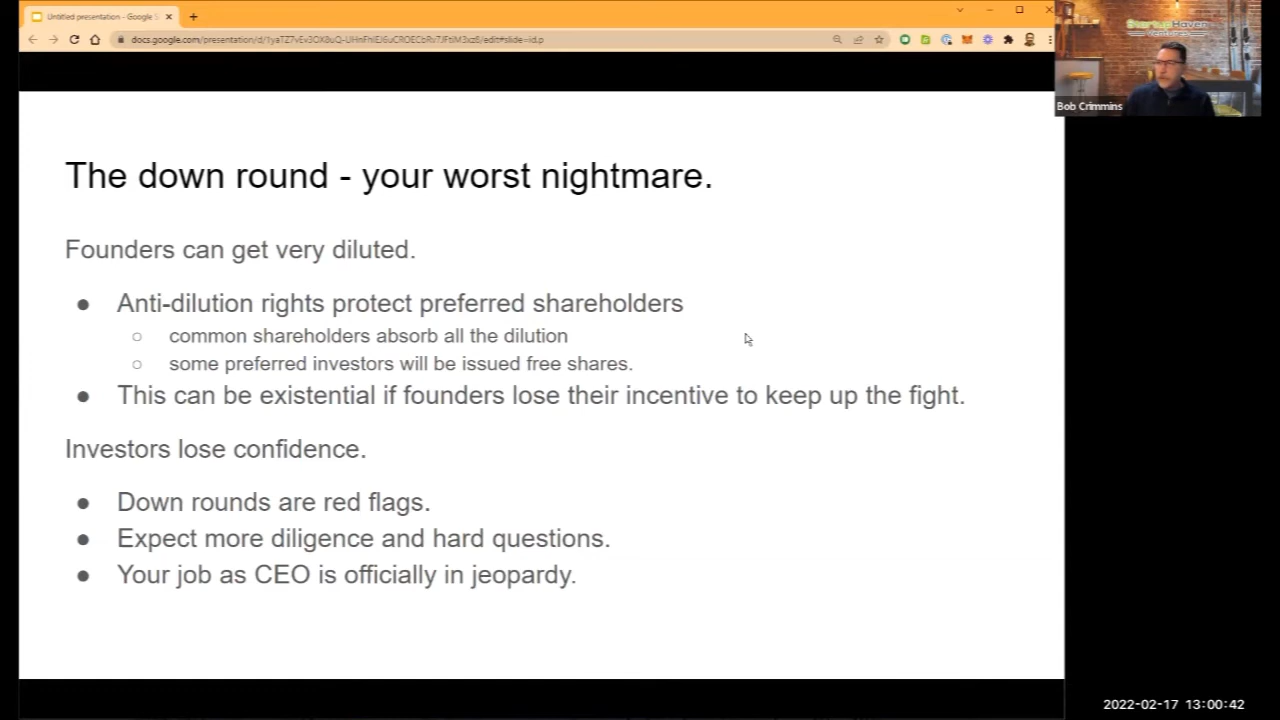 Untitled presentation - Google S
The down round - your worst nightmare.
Founders can get very diluted.
● Anti-dilution rights protect preferred shareholders
○ common shareholders absorb all the dilution
○ some preferred investors will be issued free shares.
● This can be existential if founders lose their incentive to keep up the fight.
Investors lose confidence.
● Down rounds are red flags.
● Expect more diligence and hard questions.
● Your job as CEO is officially in jeopardy.
StartupHaven
Ventures
Bob Crimmins
2022-02-17 13:00:42